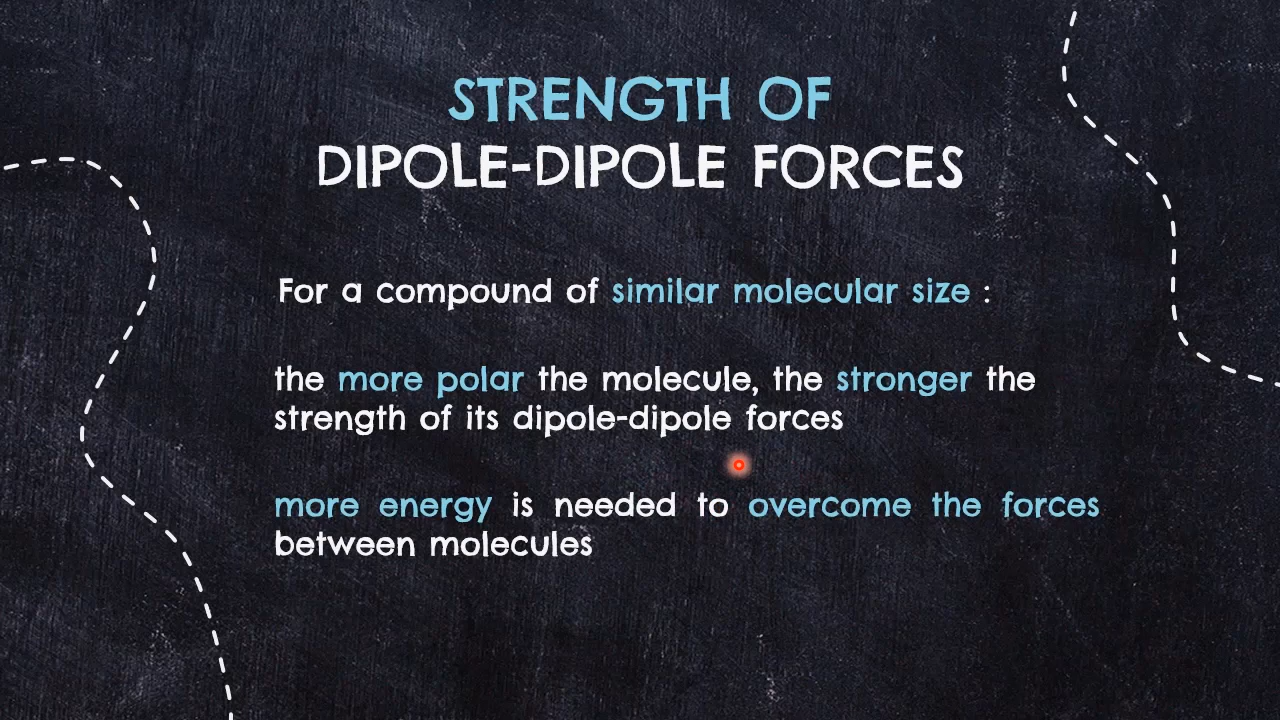 STRENGTH OF
DIPOLE-DIPOLE FORCES
For a compound of similar molecular size :
the more polar the molecule, the stronger the
strength of its dipole-dipole forces
more energy is needed to overcome the forces
between molecules